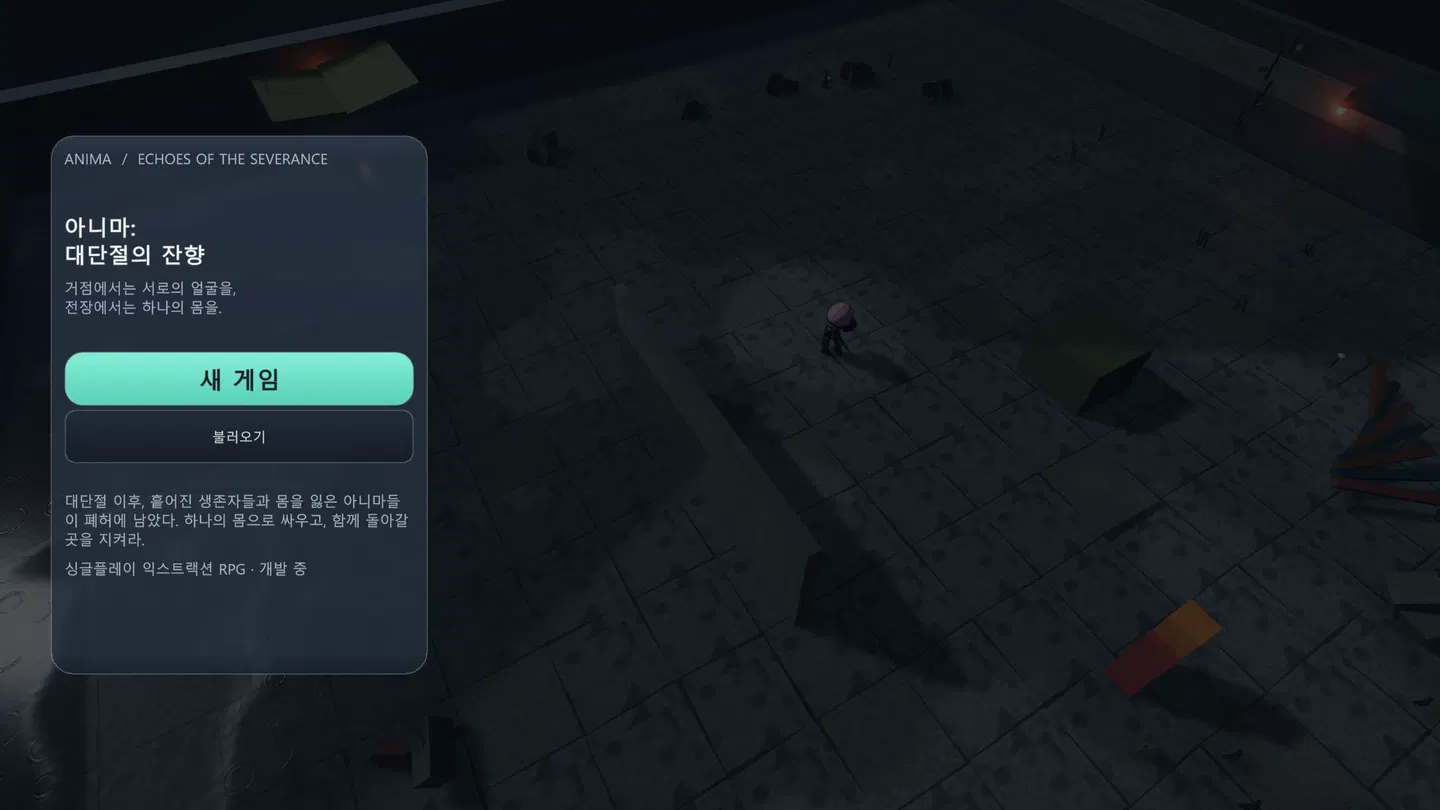 ANIMA / ECHOES OF THE SEVERANCE
아니마:
대단절의 잔향
거점에서는 서로의 얼굴을,
전장에서는 하나의 몸을.
새 게임
불러오기
대단절 이후, 흩어진 생존자들과 몸을 잃은 아니마들
이 폐허에 남았다. 하나의 몸으로 싸우고, 함께 돌아갈
곳을 지켜라.
싱글플레이 익스트랙션 RPG · 개발 중